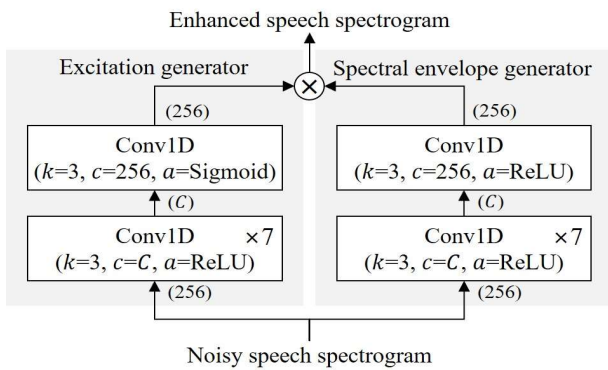 Enhanced speech spectrogram
Excitation generator
Spectral envelope generator
×
(256)
(256)
Conv1D
(k=3, c=256, a=Sigmoid)
Conv1D
(k=3, c=256, a=ReLU)
(C)
(C)
Conv1D ×7
(k=3, c=C, a=ReLU)
Conv1D ×7
(k=3, c=C, a=ReLU)
(256)
(256)
Noisy speech spectrogram